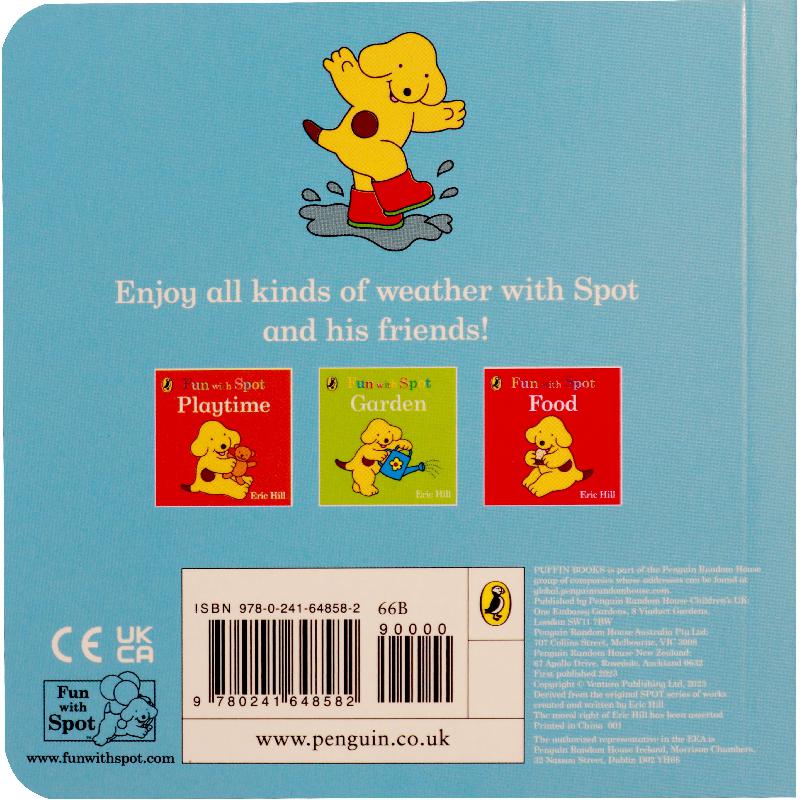 Enjoy all kinds of weather with Spot
and his friends!
Fun with Spot
Playtime
Eric Hill
Fun with Spot
Garden
Eric Hill
Fun with Spot
Food
Eric Hill
ISBN 978-0-241-64858-2
66B
90000
9 780241 648582
www.penguin.co.uk
CE
UK
CA
Fun
with
Spot
www.funwithspot.com
PUFFIN BOOKS is part of the Penguin Random House
group of companies whose addresses can be found at
global.penguinrandomhouse.com.
Published by Penguin Random House Children's UK
One Embassy Gardens, 8 Viaduct Gardens,
London SW11 7BW
Penguin Random House Australia Pty Ltd:
707 Collins Street, Melbourne, VIC 3008
Penguin Random House New Zealand:
67 Apollo Drive, Rosedale, Auckland 0632
First published 2023
Copyright © Ventura Publishing Ltd, 2023
Derived from the original SPOT series of works
created and written by Eric Hill
The moral right of Eric Hill has been asserted
Printed in China 001
The authorized representative in the EEA is
Penguin Random House Ireland, Morrison Chambers,
32 Nassau Street, Dublin D02 YH68